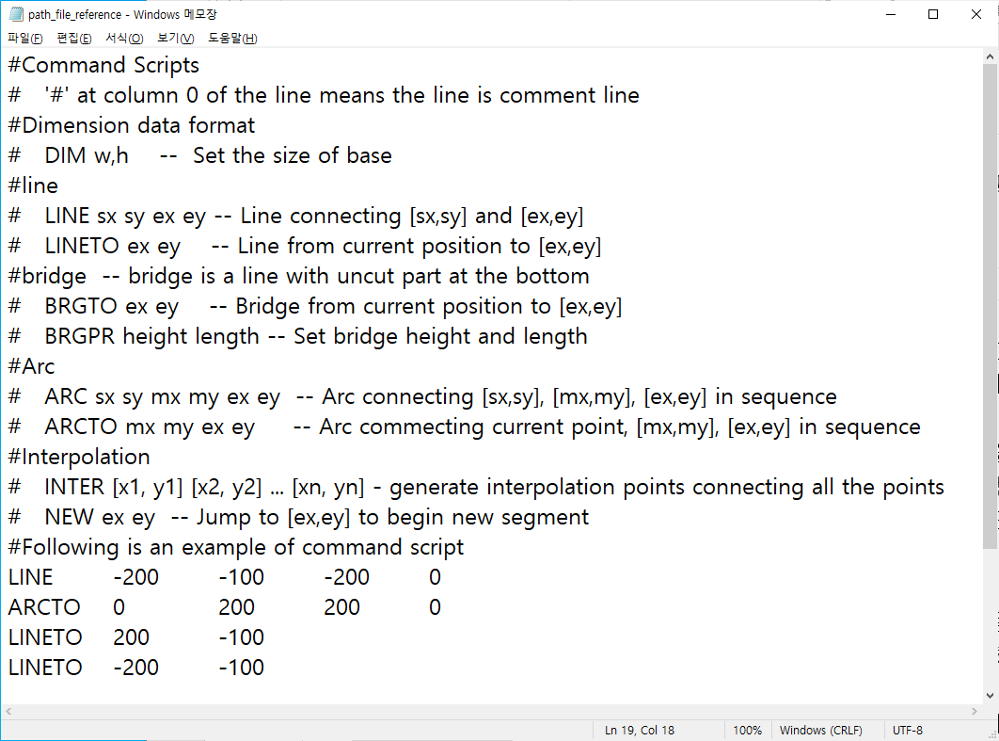 path_file_reference - Windows 메모장
파일(F) 편집(E) 서식(O) 보기(V) 도움말(H)
#Command Scripts
#   '#' at column 0 of the line means the line is comment line
#Dimension data format
#   DIM w,h    --  Set the size of base
#line
#   LINE sx sy ex ey -- Line connecting [sx,sy] and [ex,ey]
#   LINETO ex ey    -- Line from current position to [ex,ey]
#bridge  -- bridge is a line with uncut part at the bottom
#   BRGTO ex ey    -- Bridge from current position to [ex,ey]
#   BRGPR height length -- Set bridge height and length
#Arc
#   ARC sx sy mx my ex ey  -- Arc connecting [sx,sy], [mx,my], [ex,ey] in sequence
#   ARCTO mx my ex ey     -- Arc commecting current point, [mx,my], [ex,ey] in sequence
#Interpolation
#   INTER [x1, y1] [x2, y2] ... [xn, yn] - generate interpolation points connecting all the points
#   NEW ex ey  -- Jump to [ex,ey] to begin new segment
#Following is an example of command script
LINE	-200	-100	-200	0
ARCTO	0	200	200	0
LINETO	200	-100
LINETO	-200	-100
Ln 19, Col 18 100% Windows (CRLF) UTF-8